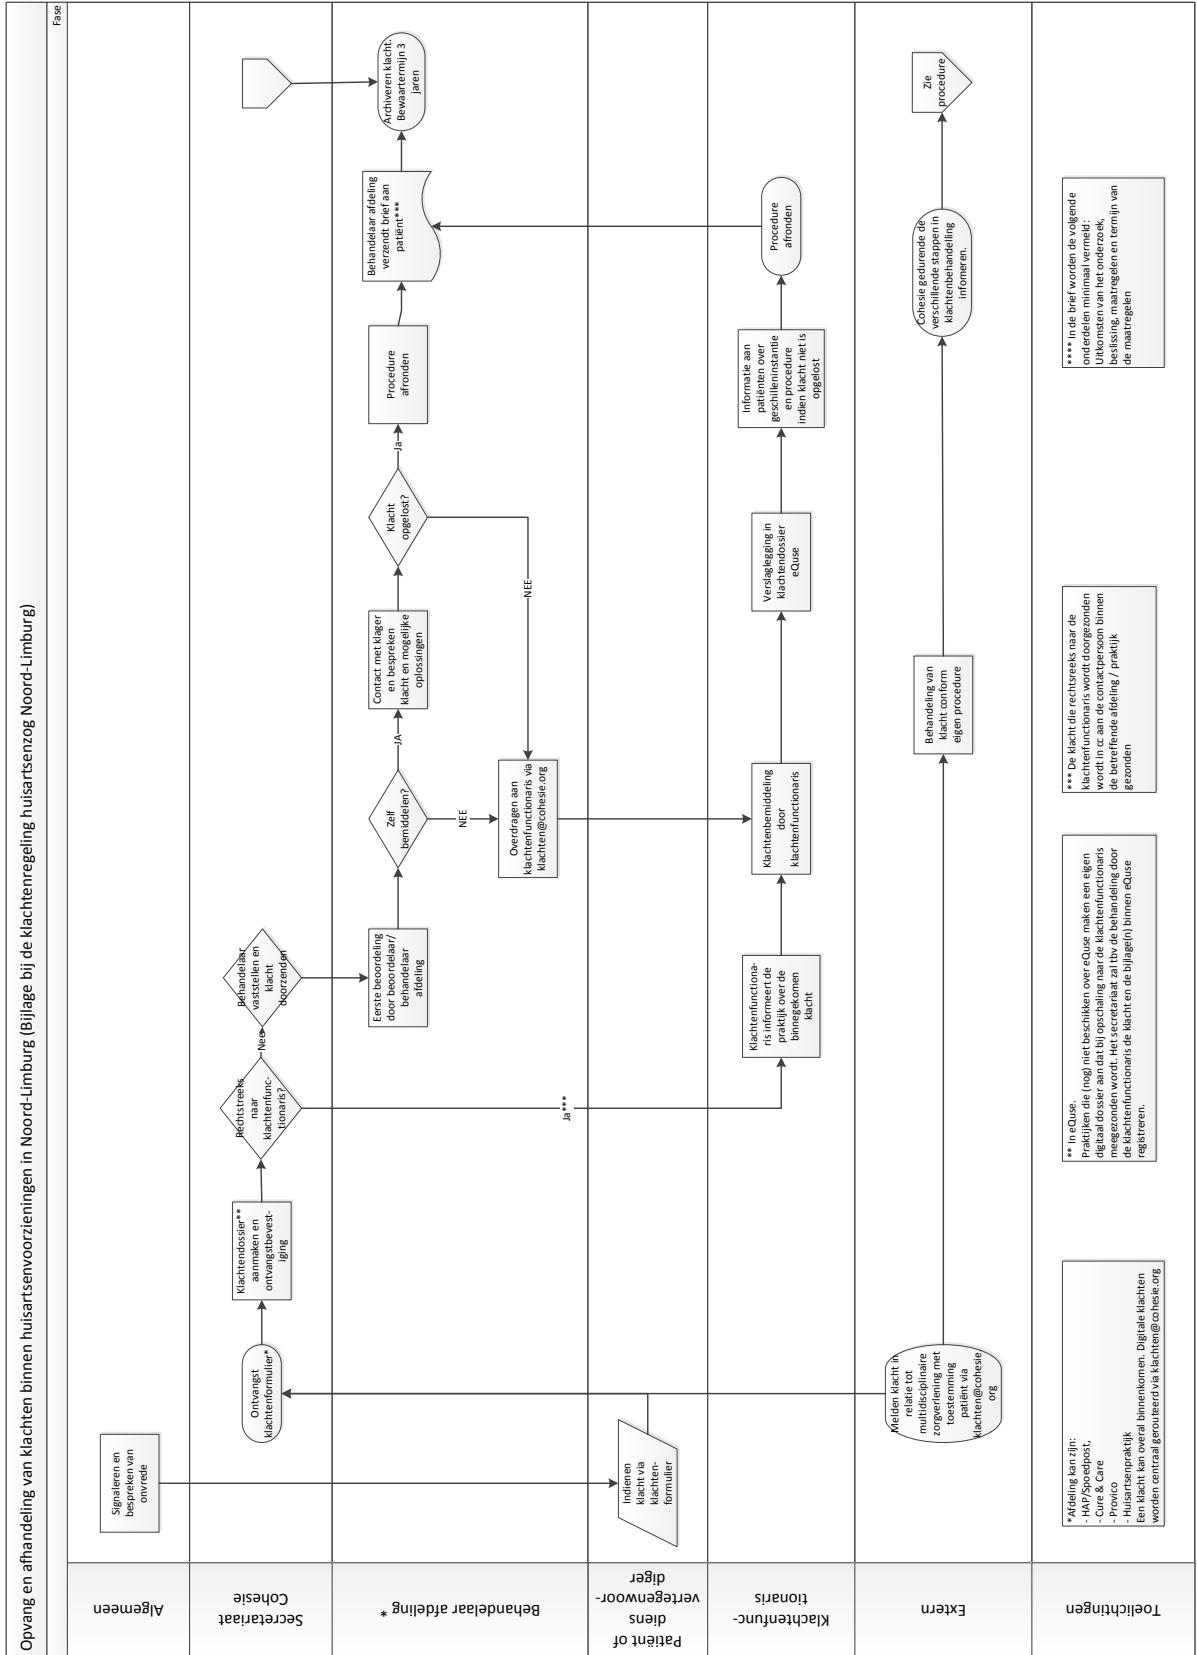 Opvang en afhandeling van klachten binnen huisartsenvoorzieningen in Noord-Limburg (Bijlage bij de klachtenregeling huisartsenzog Noord-Limburg)
Fase
Algemeen
Signaleren en
bespreken van
onvrede
Secretariaat
Cohesie
Ontvangst
klachtenformulier*
Klachtendossier**
aanmaken en
ontvangstbevest-
iging
Rechtstreeks
naar
klachtenfunc-
tionaris?
Nee
Ja***
Behandelaar
vaststellen en
klacht
doorzenden
Behandelaar afdeling *
Eerste beoordeling
door beoordelaar/
behandelaar
afdeling
Zelf
bemiddelen?
JA
NEE
Overdragen aan
klachtenfunctionaris via
klachten@cohesie.org
Contact met klager
en bespreken
klacht en mogelijke
oplossingen
Klacht
opgelost?
Ja
NEE
Procedure
afronden
Behandelaar afdeling
verzendt brief aan
patiënt***
Archiveren klacht.
Bewaartermijn 3
jaren
Patiënt of
diens
vertegenwoor-
diger
Indienen
klacht via
klachten-
formulier
Klachtenfunc-
tionaris
Klachtenfunctiona-
ris informeert de
praktijk over de
binnegekomen
klacht
Klachtenbemiddeling
door
klachtenfunctionaris
Verslaglegging in
klachtendossier
eQuse
Informatie aan
patiënten over
geschilleninstantie
en procedure
indien klacht niet is
opgelost
Procedure
afronden
Extern
Melden klacht in
relatie tot
multidisciplinaire
zorgverlening met
toestemming
patiënt via
klachten@cohesie.
org
Behandeling van
klacht conform
eigen procedure
Cohesie gedurende de
verschillende stappen in
klachtenbehandelling
infomeren.
Zie
procedure
Toelichtingen
*Afdeling kan zijn:
- HAP/Spoedpost,
- Cure & Care
- Provico
- Huisartsenpraktijk
Een klacht kan overal binnenkomen. Digitale klachten
worden centraal gerouteerd via klachten@cohesie.org
** In eQuse.
Praktijken die (nog) niet beschikken over eQuse maken een eigen
digitaal dossier aan dat bij opschaling naar de klachtenfunctionaris
meegezonden wordt. Het secretariaat zal tbv de behandeling door
de klachtenfunctionaris de klacht en de bijlage(n) binnen eQuse
registreren.
*** De klacht die rechtsreeks naar de
klachtenfunctionaris wordt doorgezonden
wordt in cc aan de contactpersoon binnen
de betreffende afdeling / praktijk
gezonden
**** In de brief worden de volgende
onderdelen minimaal vermeld:
Uitkomsten van het onderzoek,
beslissing, maatregelen en termijn van
de maatregelen